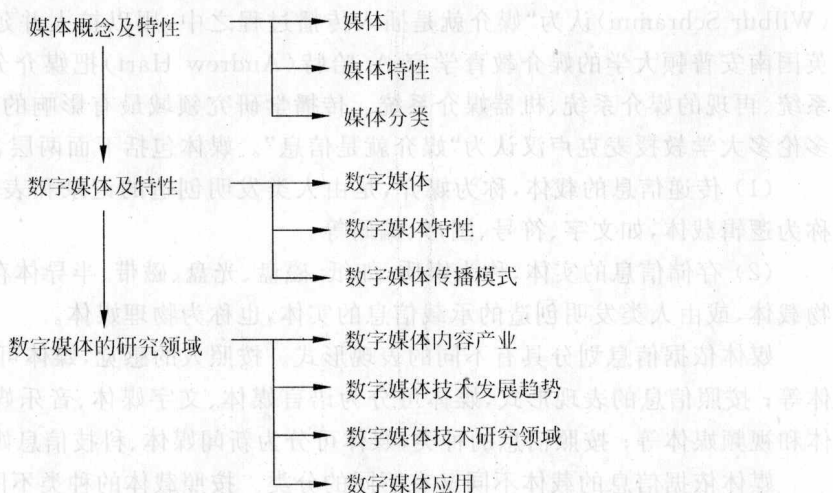 媒体概念及特性
媒体
媒体特性
媒体分类
数字媒体及特性
数字媒体
数字媒体特性
数字媒体传播模式
数字媒体的研究领域
数字媒体内容产业
数字媒体技术发展趋势
数字媒体技术研究领域
数字媒体应用